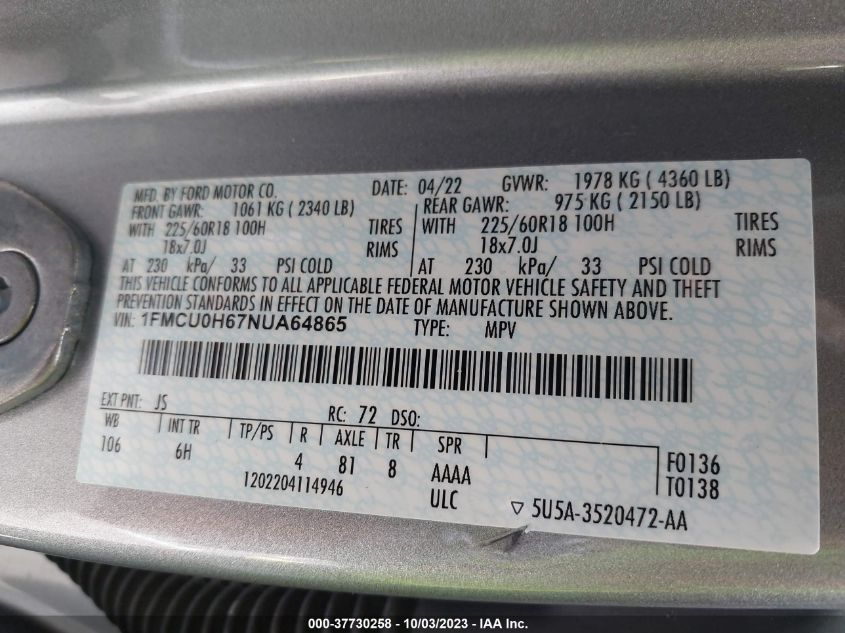 MFD. BY FORD MOTOR CO. DATE: 04/22 GVWR: 1978 KG ( 4360 LB)
FRONT GAWR: 1061 KG ( 2340 LB) REAR GAWR: 975 KG ( 2150 LB)
WITH 225/60R18 100H TIRES WITH 225/60R18 100H TIRES
18x7.0J RIMS 18x7.0J RIMS
AT 230 kPa/ 33 PSI COLD AT 230 kPa/ 33 PSI COLD
THIS VEHICLE CONFORMS TO ALL APPLICABLE FEDERAL MOTOR VEHICLE SAFETY AND THEFT
PREVENTION STANDARDS IN EFFECT ON THE DATE OF MANUFACTURE SHOWN ABOVE.
VIN: 1FMCU0H67NUA64865 TYPE: MPV
EXT PNT: JS RC: 72 DSO:
WB INT TR TP/PS R AXLE TR SPR
106 6H 4 81 8 AAAA F0136
1202204114946 ULC T0138
▽ 5U5A-3520472-AA
000-37730258 - 10/03/2023 - IAA Inc.